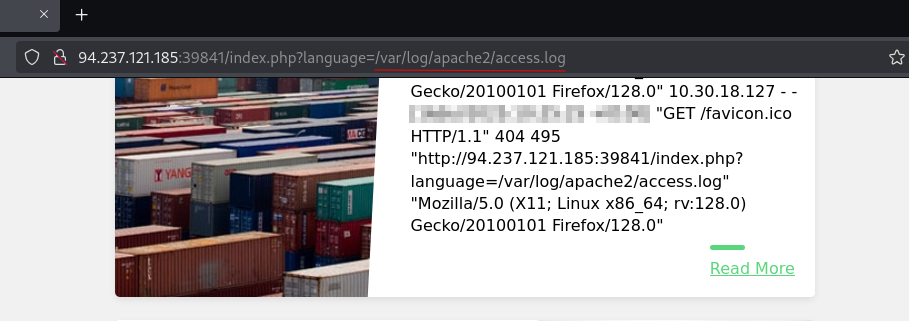 94.237.121.185:39841/index.php?language=/var/log/apache2/access.log
Gecko/20100101 Firefox/128.0" 10.30.18.127 - -
"GET /favicon.ico
HTTP/1.1" 404 495
"http://94.237.121.185:39841/index.php?
language=/var/log/apache2/access.log"
"Mozilla/5.0 (X11; Linux x86_64; rv:128.0)
Gecko/20100101 Firefox/128.0"
YANG
Read More